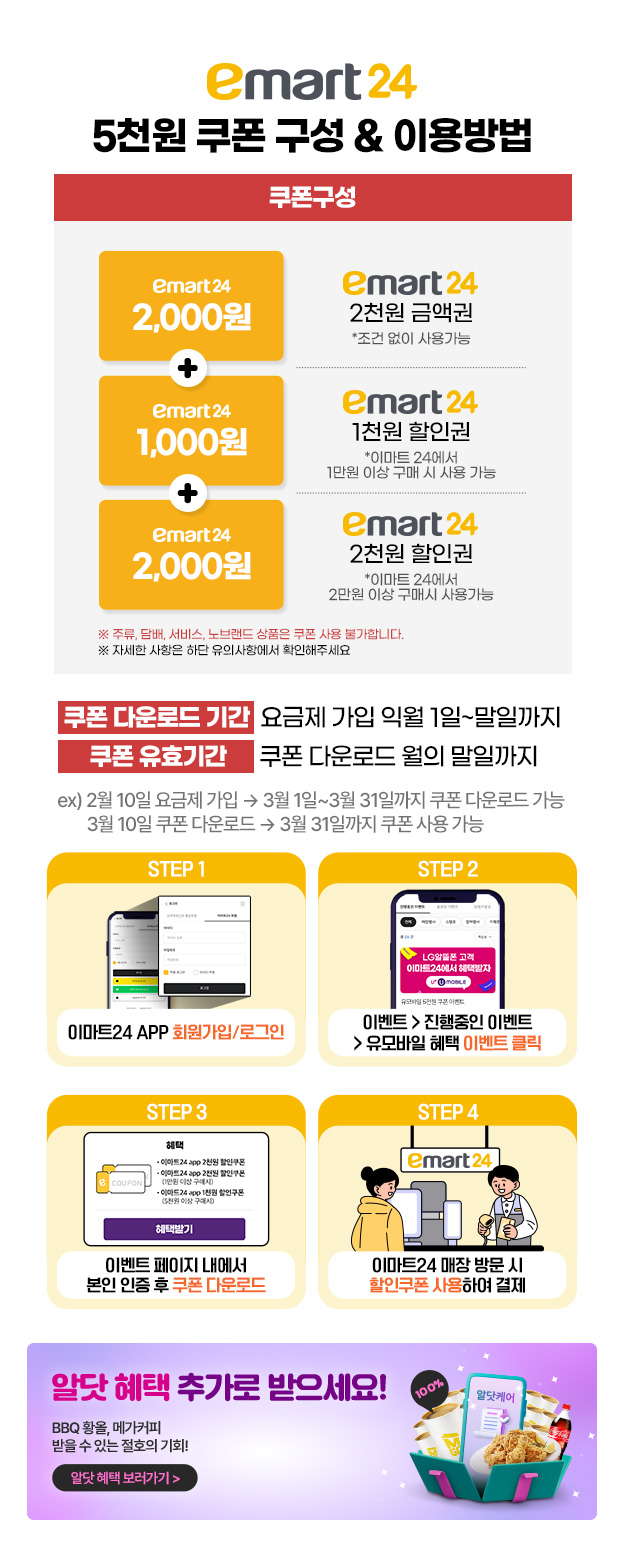 emart24
5천원 쿠폰 구성 & 이용방법
쿠폰구성
emart24
2,000원
emart24
2천원 금액권
*조건 없이 사용가능
emart24
1,000원
emart24
1천원 할인권
*이마트 24에서
1만원 이상 구매 시 사용 가능
emart24
2,000원
emart24
2천원 할인권
*이마트 24에서
2만원 이상 구매시 사용가능
※ 주류, 담배, 서비스, 노브랜드 상품은 쿠폰 사용 불가합니다.
※ 자세한 사항은 하단 유의사항에서 확인해주세요
쿠폰 다운로드 기간 요금제 가입 익월 1일~말일까지
쿠폰 유효기간 쿠폰 다운로드 월의 말일까지
ex) 2월 10일 요금제 가입 → 3월 1일~3월 31일까지 쿠폰 다운로드 가능
3월 10일 쿠폰 다운로드 → 3월 31일까지 쿠폰 사용 가능
STEP 1
로그인
이마트24 APP 회원가입/로그인
STEP 2
전체
LG알뜰폰 고객
이마트24에서 혜택받자
U+ U MOBILE
유모바일 5천원 쿠폰 이벤트
이벤트 > 진행중인 이벤트
> 유모바일 혜택 이벤트 클릭
STEP 3
혜택
COUPON
• 이마트24 app 2천원 할인쿠폰
• 이마트24 app 2천원 할인쿠폰
(1만원 이상 구매시)
• 이마트24 app 1천원 할인쿠폰
(5천원 이상 구매시)
혜택받기
이벤트 페이지 내에서
본인 인증 후 쿠폰 다운로드
STEP 4
emart24
이마트24 매장 방문 시
할인쿠폰 사용하여 결제
알닷 혜택 추가로 받으세요!
BBQ 황올, 메가커피
받을 수 있는 절호의 기회!
알닷 혜택 보러가기 >
100%
알닷케어